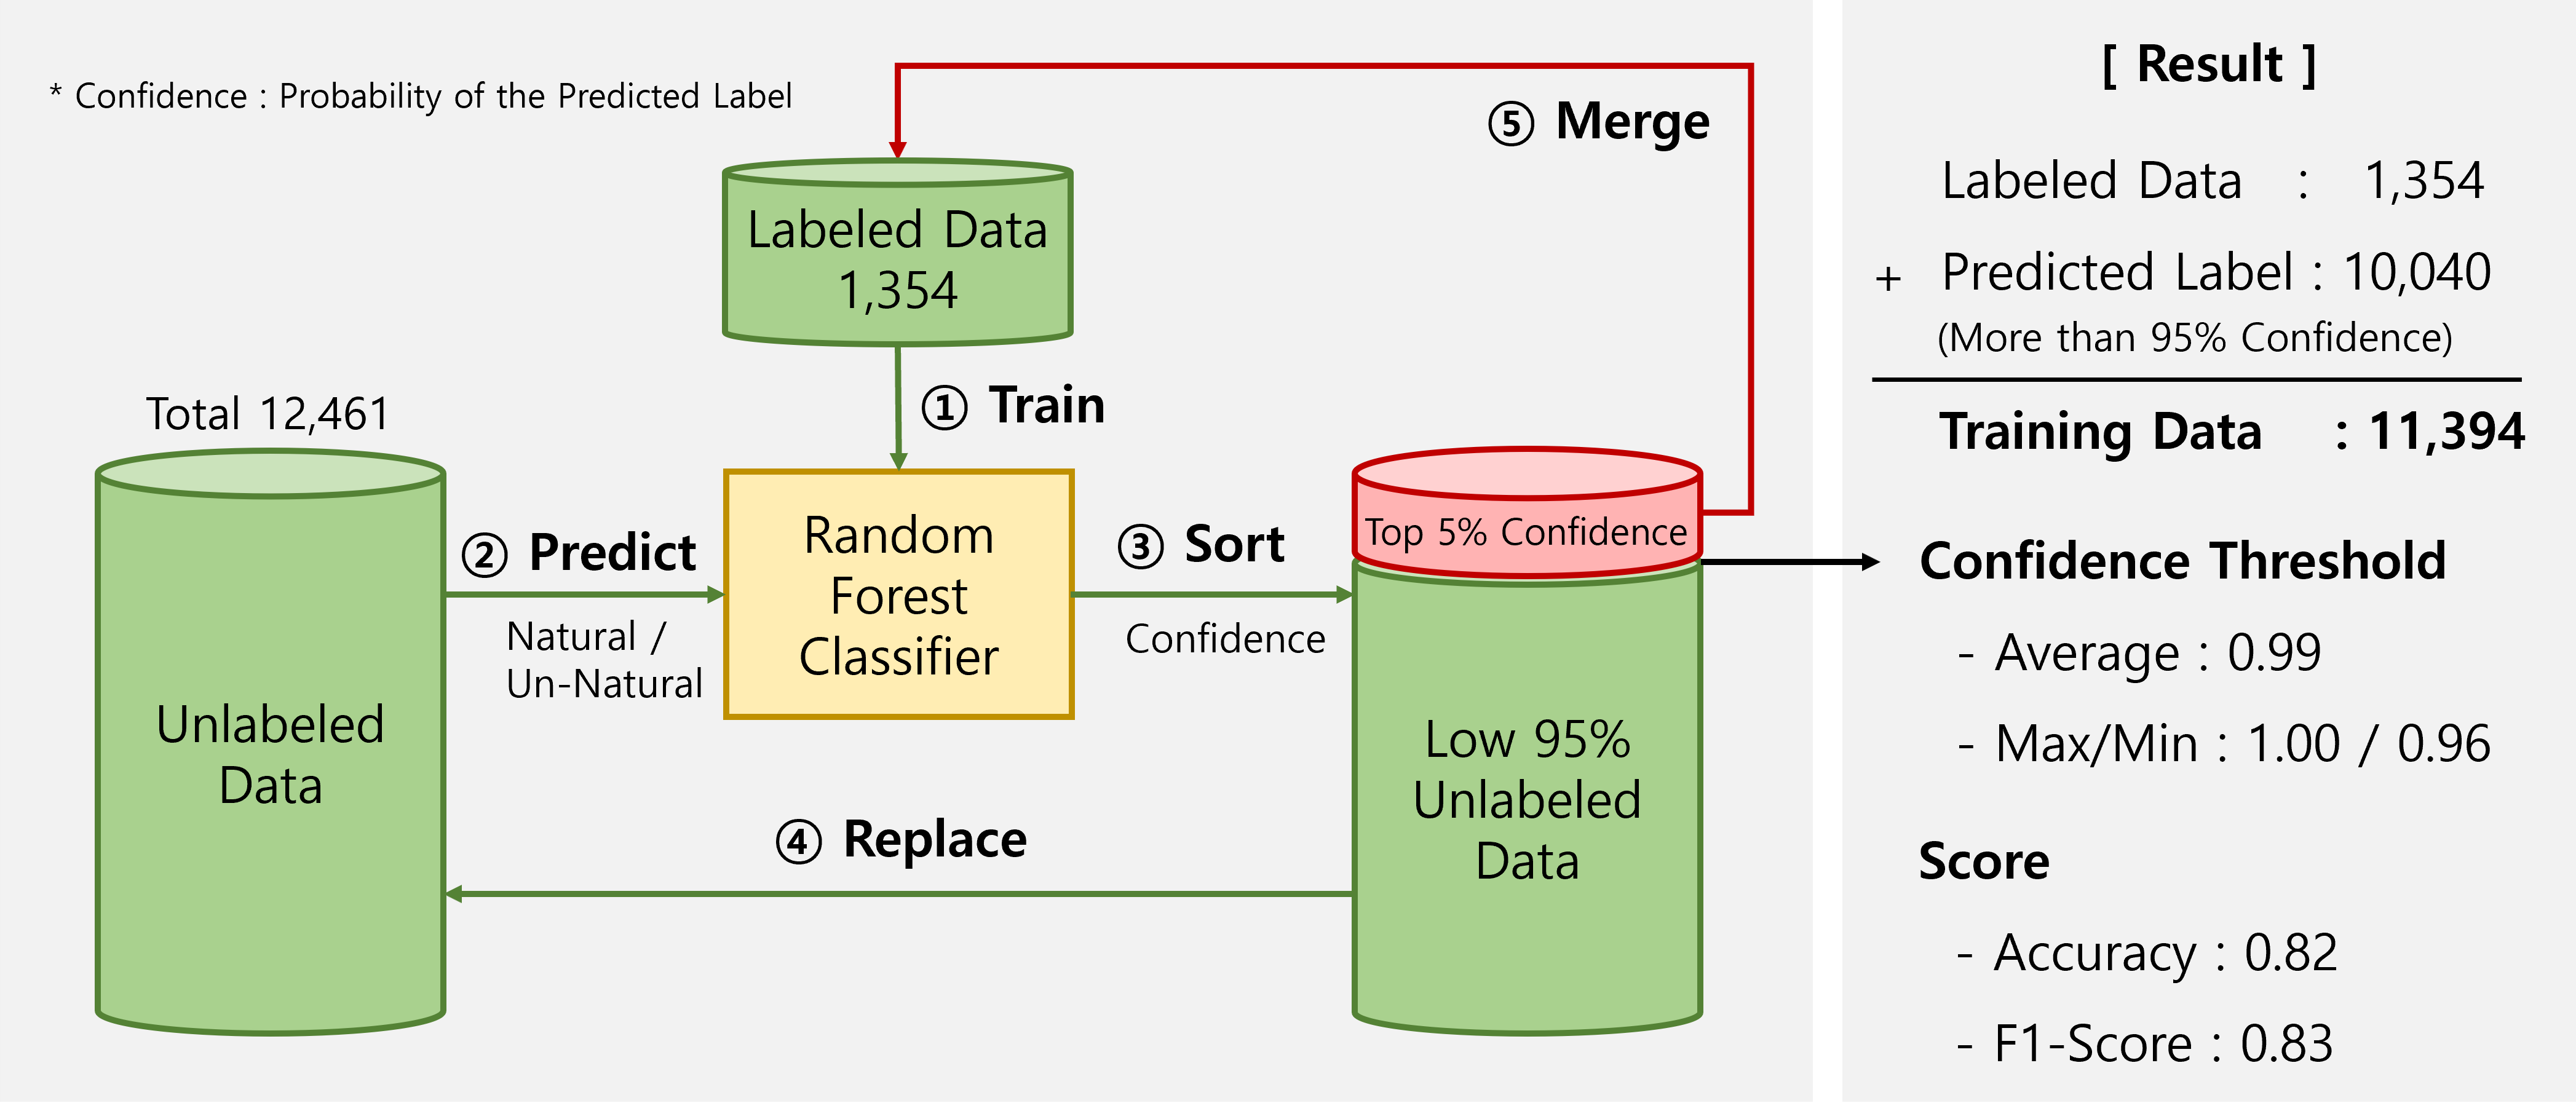 * Confidence : Probability of the Predicted Label
⑤ Merge
Labeled Data
1,354
① Train
Total 12,461
Unlabeled
Data
② Predict
Natural /
Un-Natural
Random
Forest
Classifier
③ Sort
Confidence
Top 5% Confidence
Low 95%
Unlabeled
Data
④ Replace
[ Result ]
Labeled Data : 1,354
+ Predicted Label : 10,040
(More than 95% Confidence)
Training Data : 11,394
Confidence Threshold
- Average : 0.99
- Max/Min : 1.00 / 0.96
Score
- Accuracy : 0.82
- F1-Score : 0.83